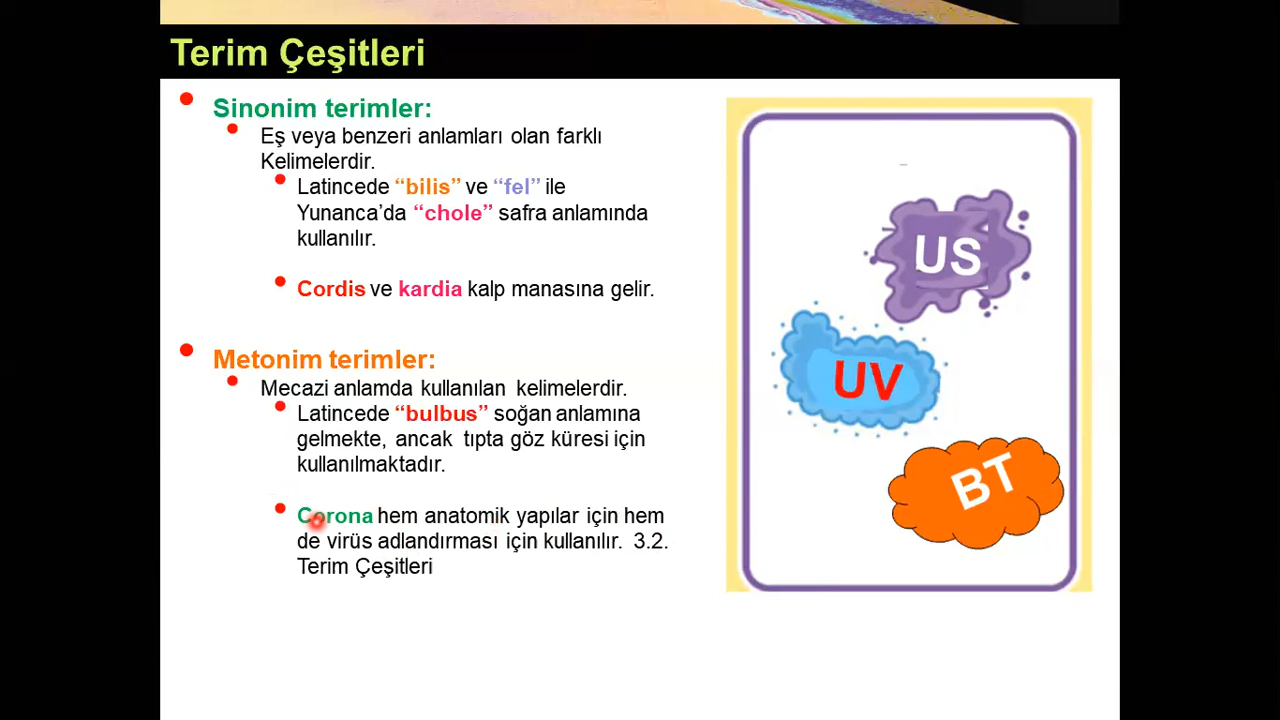 Terim Çeşitleri
Sinonim terimler:
Eş veya benzeri anlamları olan farklı
Kelimelerdir.
Latincede “bilis” ve “fel” ile
Yunanca’da “chole” safra anlamında
kullanılır.
Cordis ve kardia kalp manasına gelir.
Metonim terimler:
Mecazi anlamda kullanılan kelimelerdir.
Latincede “bulbus” soğan anlamına
gelmekte, ancak tıpta göz küresi için
kullanılmaktadır.
Corona hem anatomik yapılar için hem
de virüs adlandırması için kullanılır. 3.2.
Terim Çeşitleri
US
UV
BT